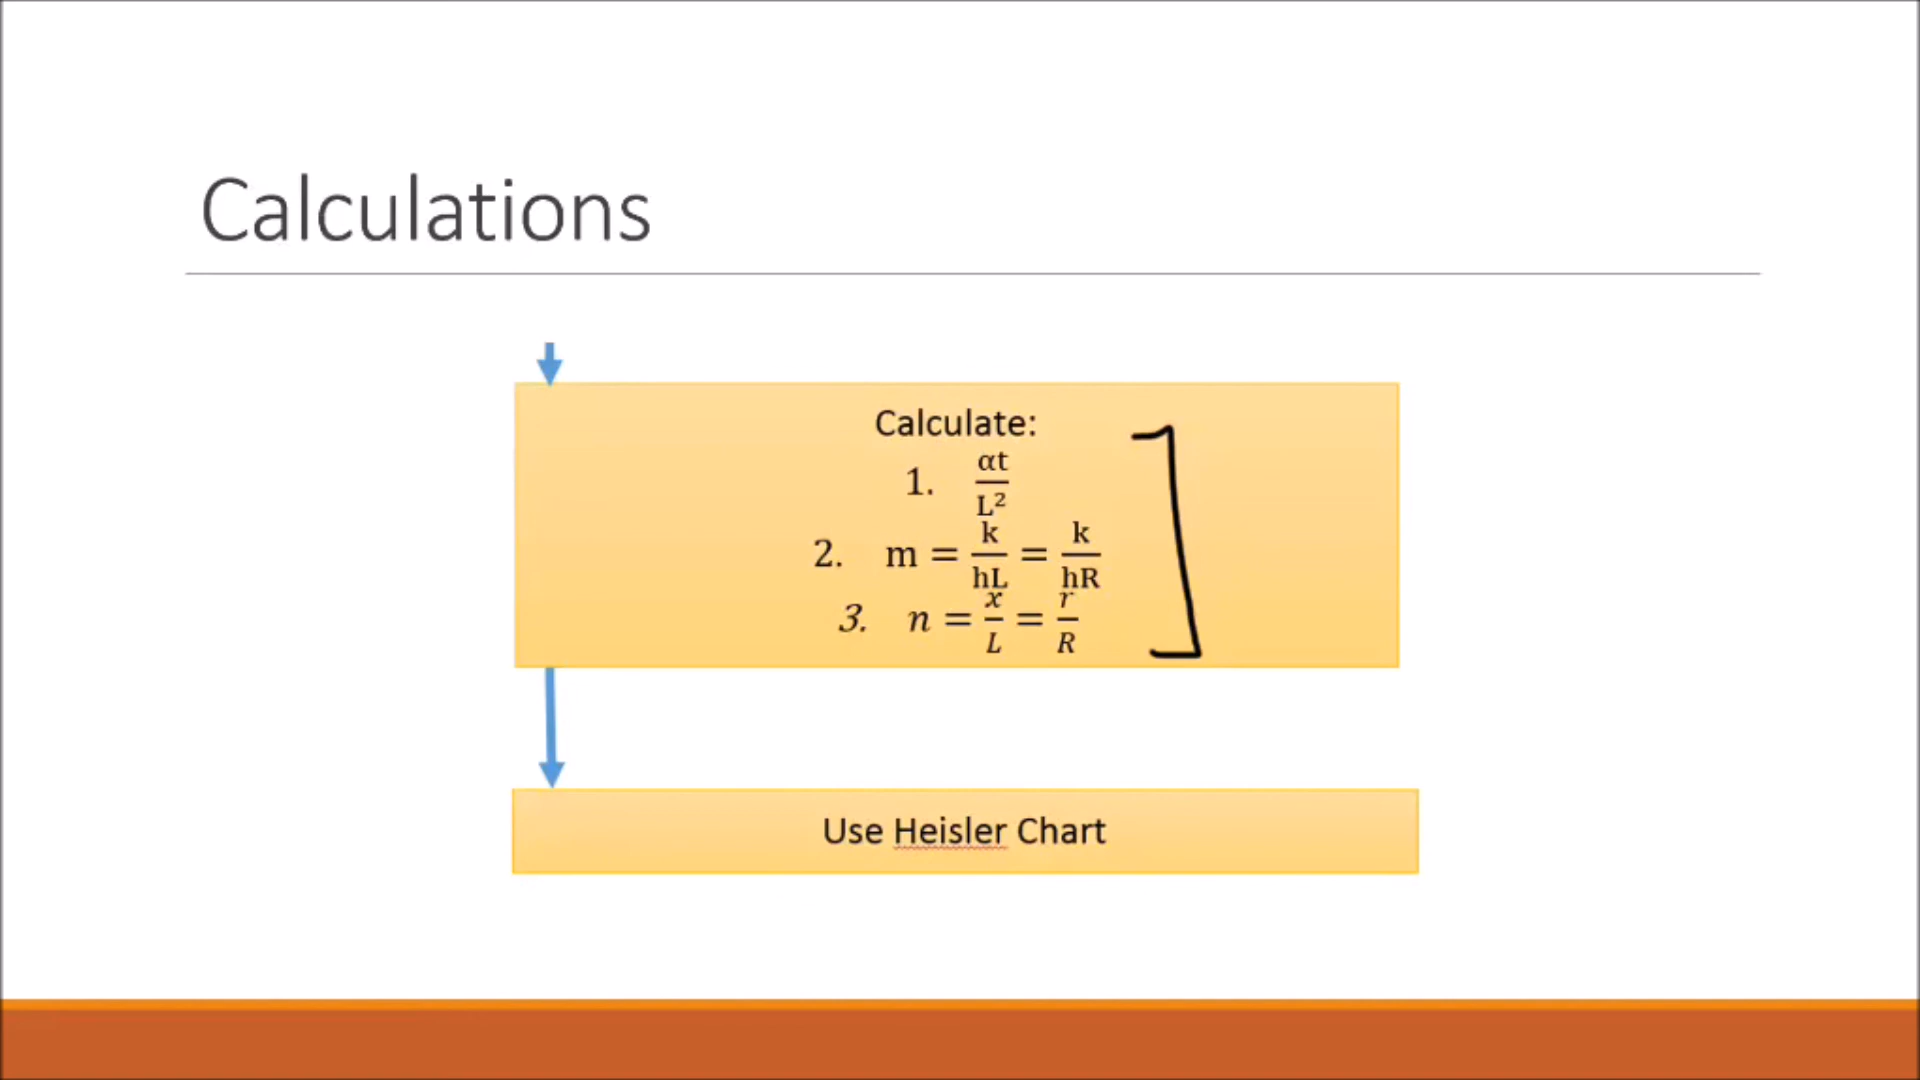 Calculations
Calculate:
1. αt/L²
2. m = k/hL = k/hR
3. n = x/L = r/R
Use Heisler Chart